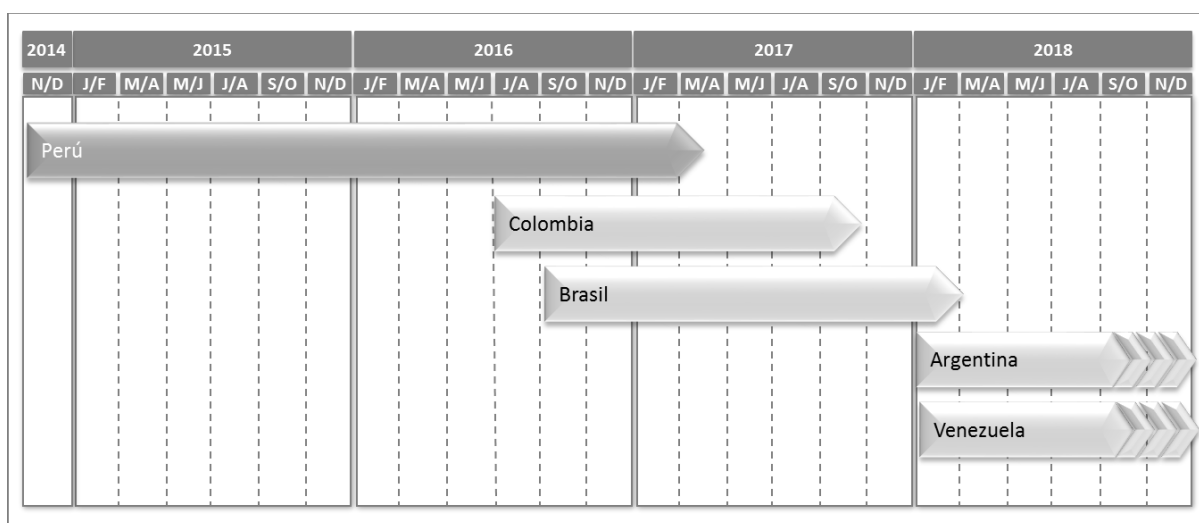 2014 2015 2016 2017 2018
N/D J/F M/A M/J J/A S/O N/D J/F M/A M/J J/A S/O N/D J/F M/A M/J J/A S/O N/D J/F M/A M/J J/A S/O N/D
Perú
Colombia
Brasil
Argentina
Venezuela